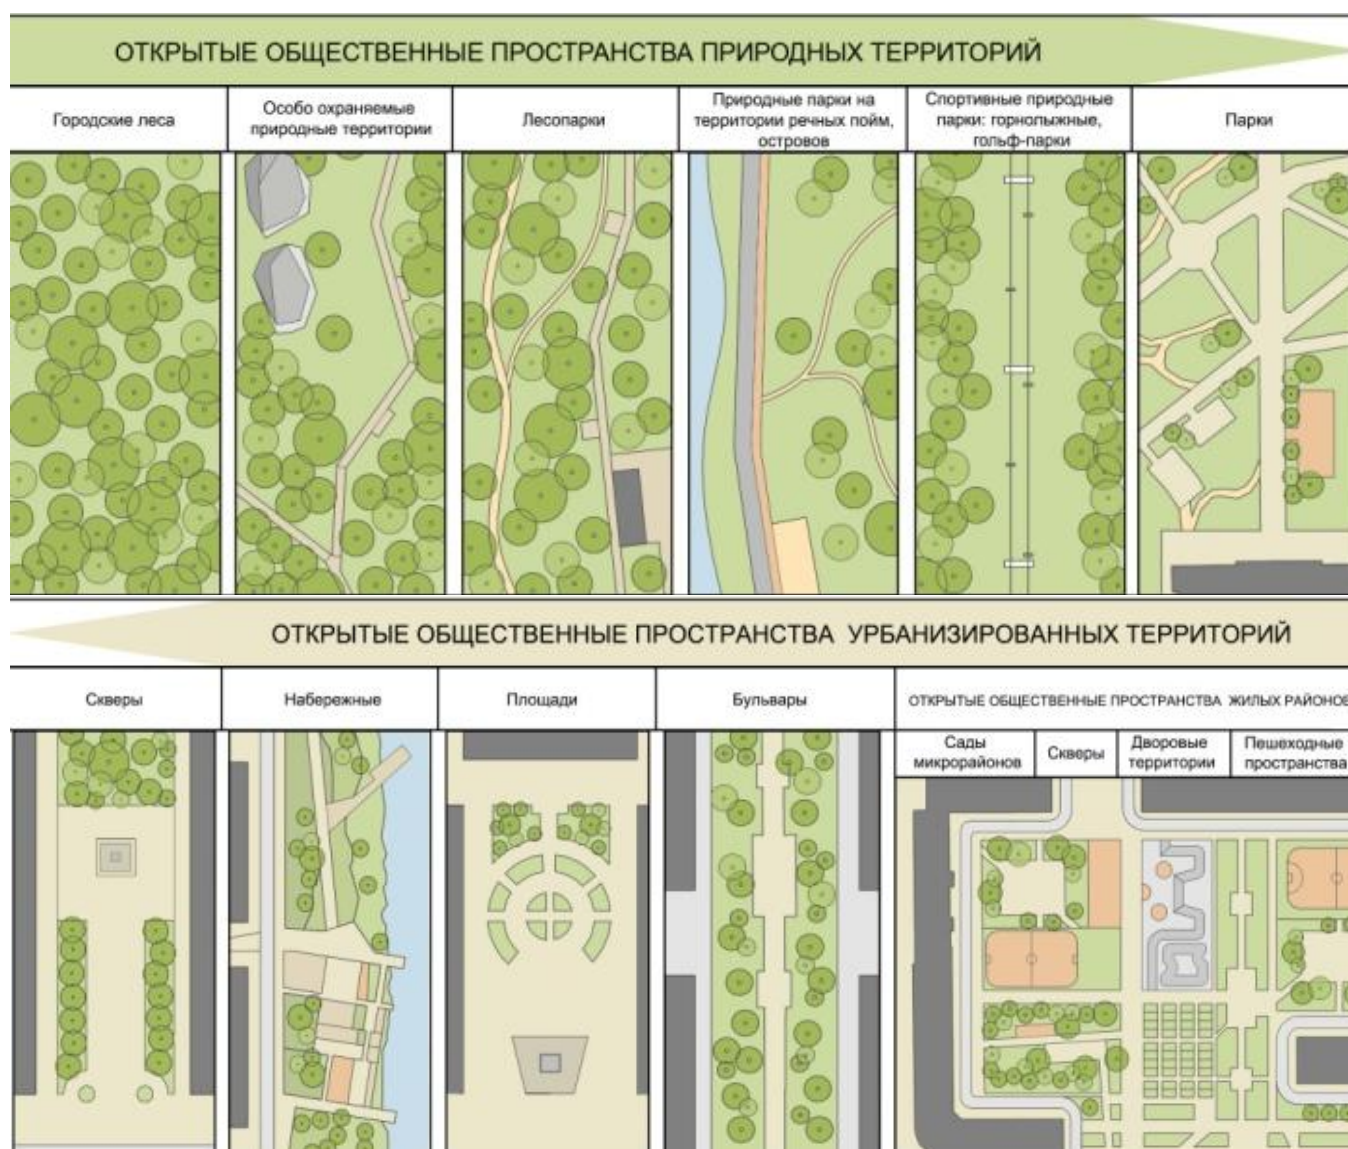 ОТКРЫТЫЕ ОБЩЕСТВЕННЫЕ ПРОСТРАНСТВА ПРИРОДНЫХ ТЕРРИТОРИЙ
Городские леса
Особо охраняемые
природные территории
Лесопарки
Природные парки на
территории речных пойм,
островов
Спортивные природные
парки: горнолыжные,
гольф-парки
Парки
ОТКРЫТЫЕ ОБЩЕСТВЕННЫЕ ПРОСТРАНСТВА УРБАНИЗИРОВАННЫХ ТЕРРИТОРИЙ
Скверы
Набережные
Площади
Бульвары
ОТКРЫТЫЕ ОБЩЕСТВЕННЫЕ ПРОСТРАНСТВА ЖИЛЫХ РАЙОНОВ
Сады
микрорайонов
Скверы
Дворовые
территории
Пешеходные
пространства